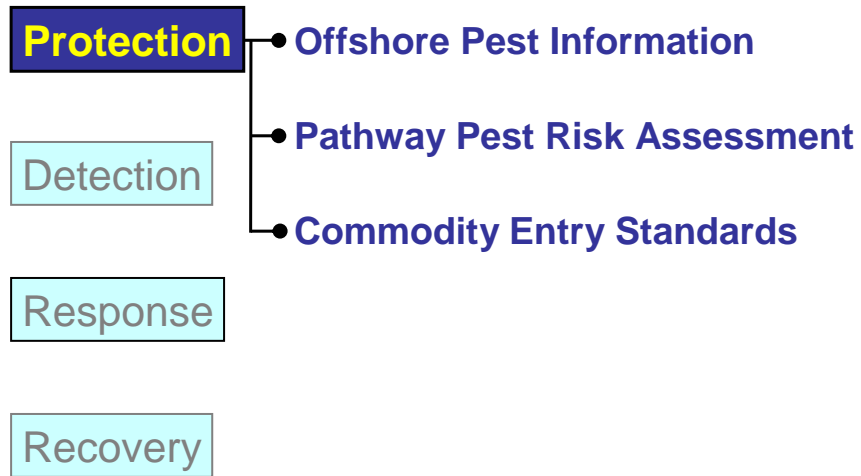 Protection
Offshore Pest Information
Pathway Pest Risk Assessment
Detection
Commodity Entry Standards
Response
Recovery